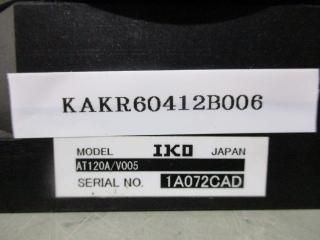 KAKR60412B006
MODEL IKO JAPAN
AT120A/V005
SERIAL NO. 1A072CAD